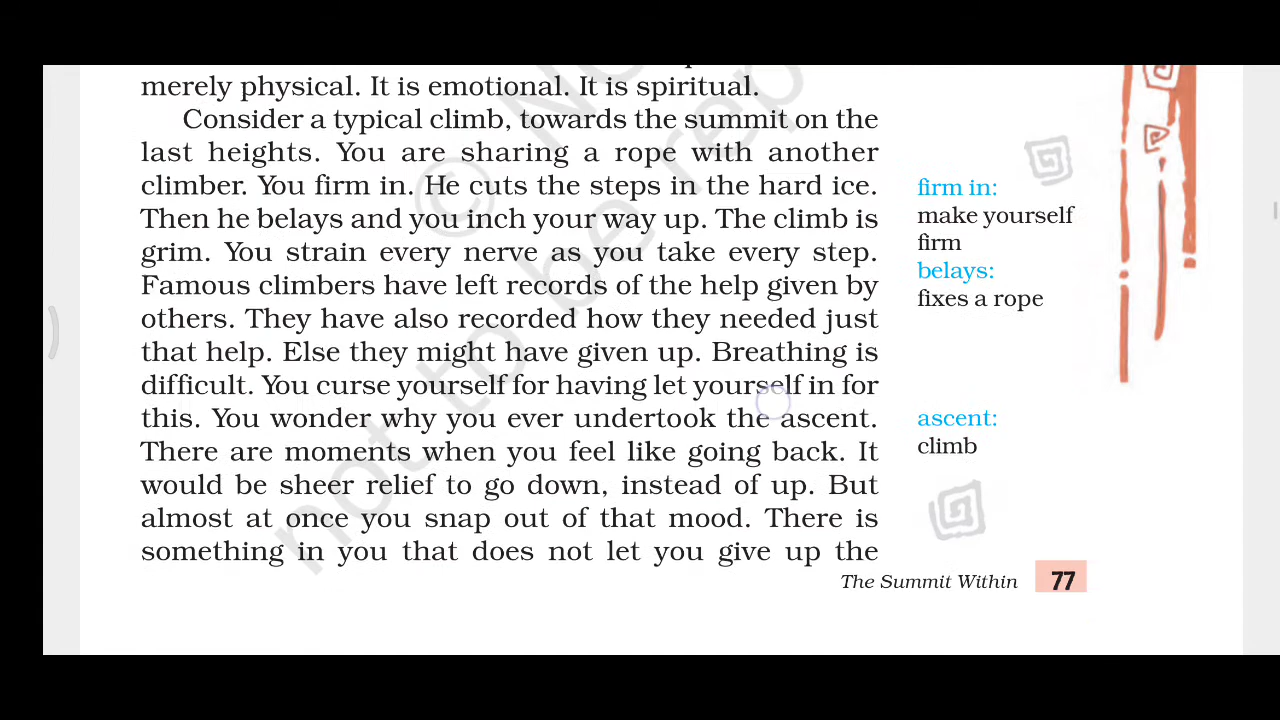 merely physical. It is emotional. It is spiritual.
Consider a typical climb, towards the summit on the
last heights. You are sharing a rope with another
climber. You firm in. He cuts the steps in the hard ice.
Then he belays and you inch your way up. The climb is
grim. You strain every nerve as you take every step.
Famous climbers have left records of the help given by
others. They have also recorded how they needed just
that help. Else they might have given up. Breathing is
difficult. You curse yourself for having let yourself in for
this. You wonder why you ever undertook the ascent.
There are moments when you feel like going back. It
would be sheer relief to go down, instead of up. But
almost at once you snap out of that mood. There is
something in you that does not let you give up the
firm in:
make yourself
firm
belays:
fixes a rope
ascent:
climb
The Summit Within 77
©
not to be rep